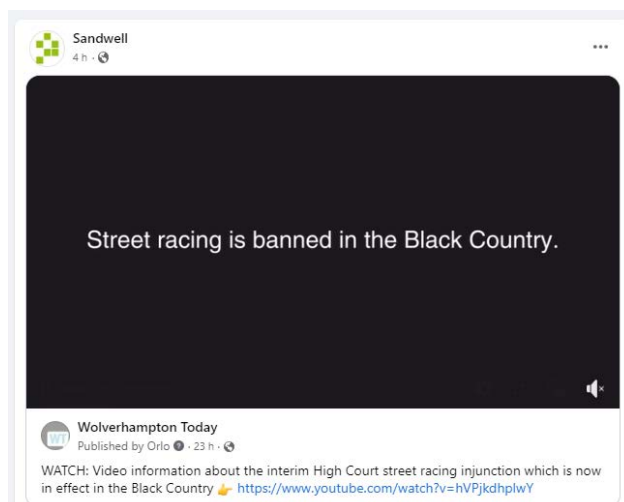 Sandwell
4 h ·
Street racing is banned in the Black Country.
WT
Wolverhampton Today
Published by Orlo · 23 h ·
WATCH: Video information about the interim High Court street racing injunction which is now
in effect in the Black Country 👉 https://www.youtube.com/watch?v=hVPjkdhplwY